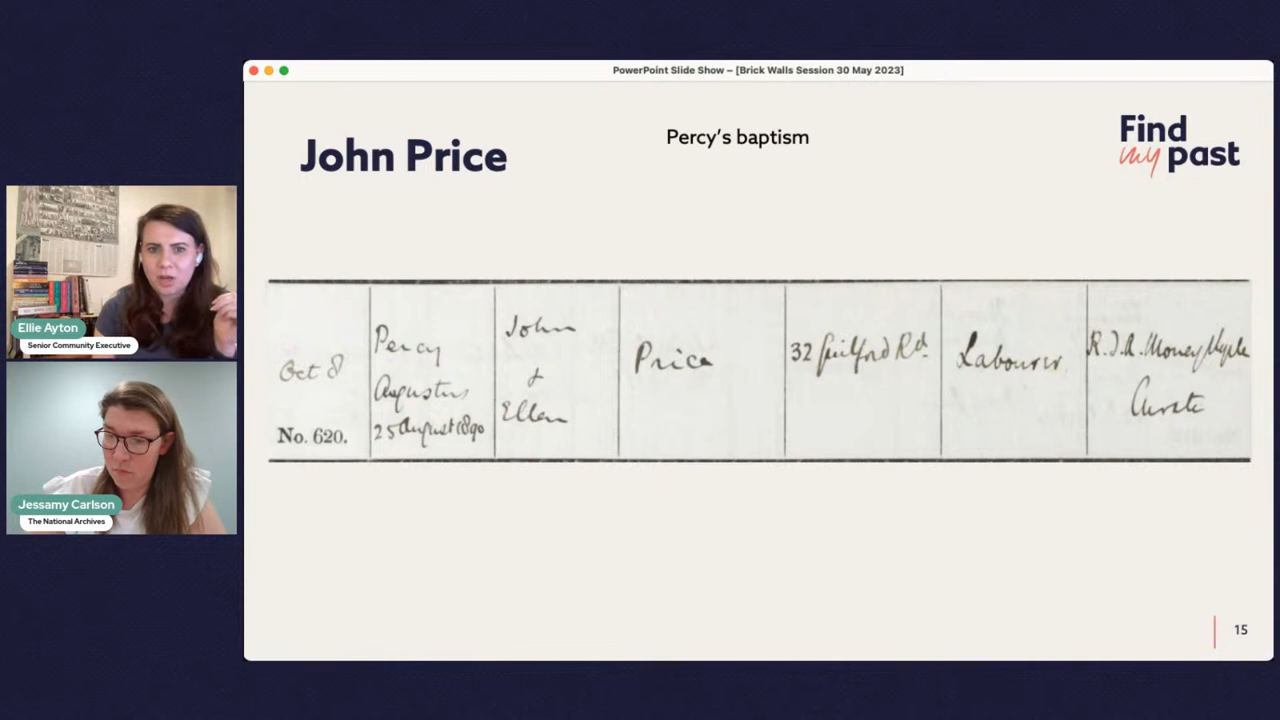 PowerPoint Slide Show – [Brick Walls Session 30 May 2023]
John Price
Percy's baptism
Find
my past
Ellie Ayton
Senior Community Executive
Jessamy Carlson
The National Archives
Oct 8
No. 620.
Percy
Augustus
25 August 1890
John
&
Ellen
Price
32 Guilford Rd.
Labourer
Curate
15